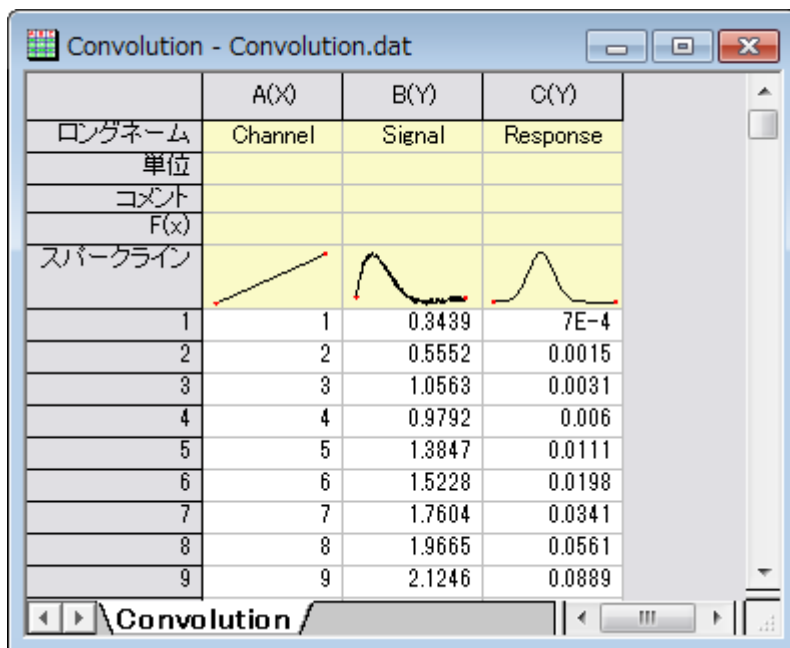 Convolution - Convolution.dat
A(X) B(Y) C(Y)
ロングネーム Channel Signal Response
単位
コメント
F(x)
スパークライン
1 1 0.3439 7E-4
2 2 0.5552 0.0015
3 3 1.0563 0.0031
4 4 0.9792 0.006
5 5 1.3847 0.0111
6 6 1.5228 0.0198
7 7 1.7604 0.0341
8 8 1.9665 0.0561
9 9 2.1246 0.0889
Convolution